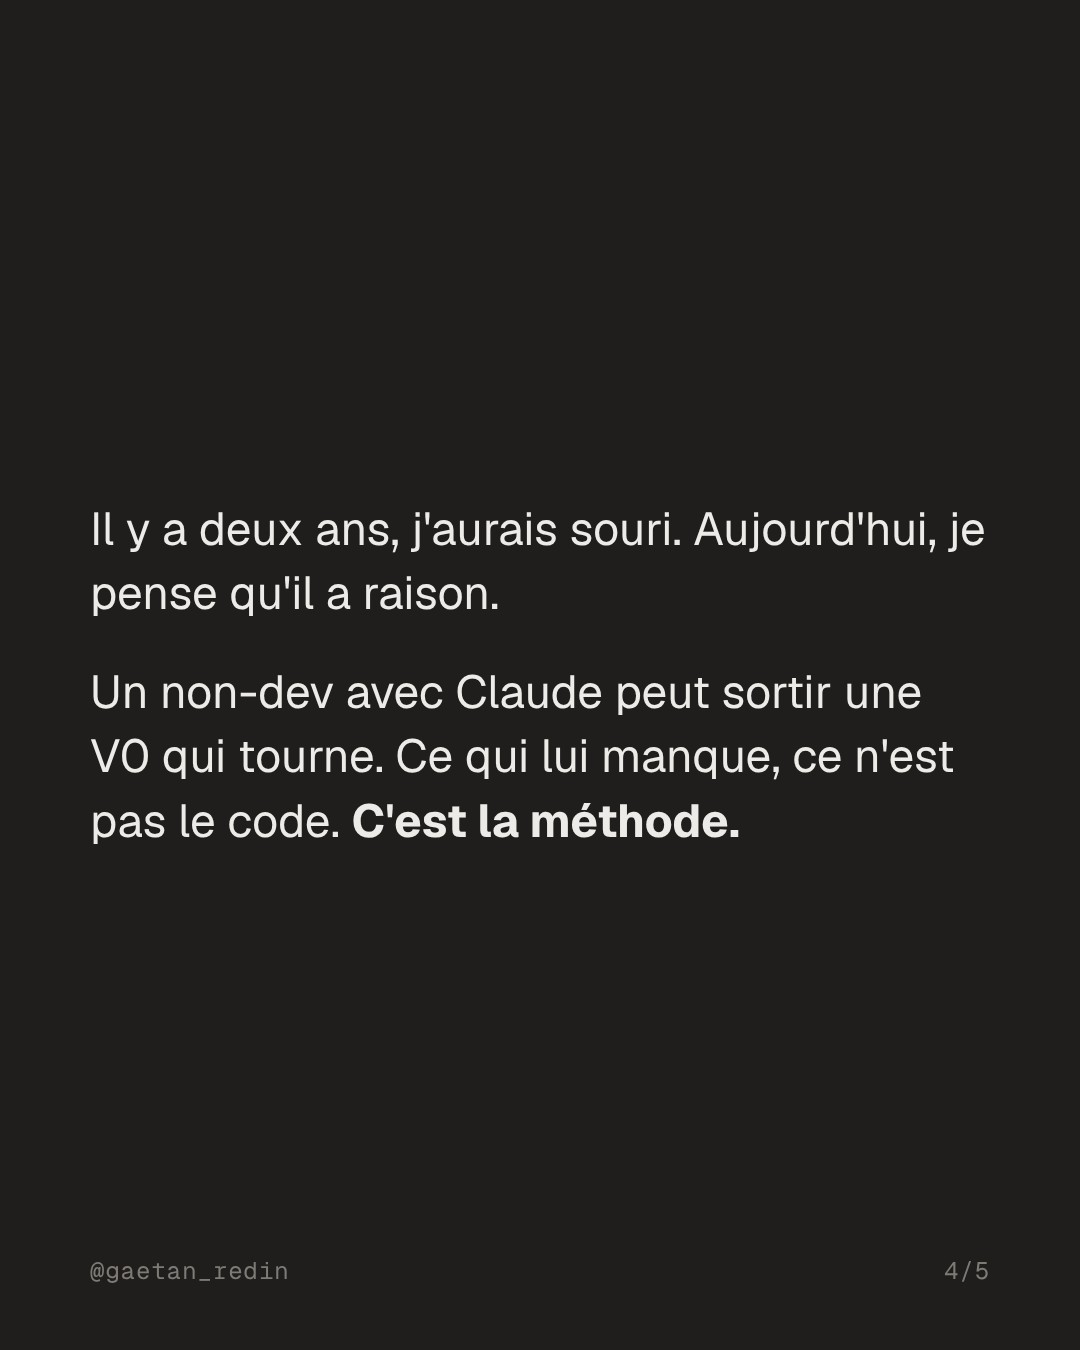 Il y a deux ans, j'aurais souri. Aujourd'hui, je
pense qu'il a raison.
Un non-dev avec Claude peut sortir une
V0 qui tourne. Ce qui lui manque, ce n'est
pas le code. C'est la méthode.
@gaetan_redin
4/5